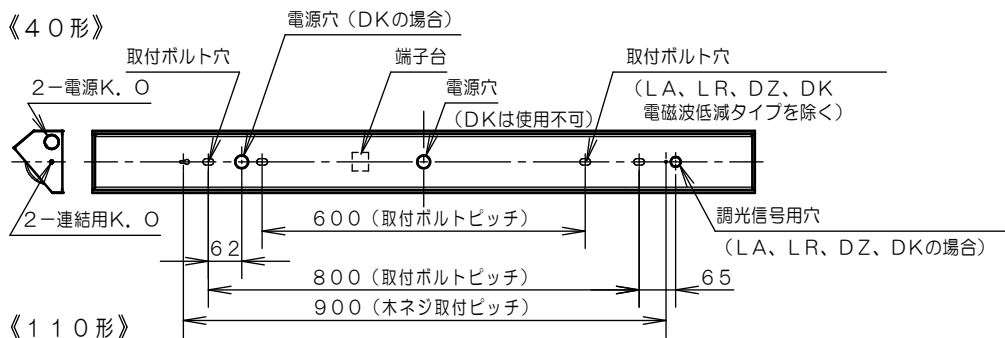 《４０形》
電源穴（ＤＫの場合）
取付ボルト穴
端子台
取付ボルト穴
２－電源Ｋ．Ｏ
電源穴
（ＬＡ、ＬＲ、ＤＺ、ＤＫ
電磁波低減タイプを除く）
（ＤＫは使用不可）
２－連結用Ｋ．Ｏ
６００（取付ボルトピッチ）
調光信号用穴
６２
（ＬＡ、ＬＲ、ＤＺ、ＤＫの場合）
８００（取付ボルトピッチ）
６５
９００（木ネジ取付ピッチ）
《１１０形》